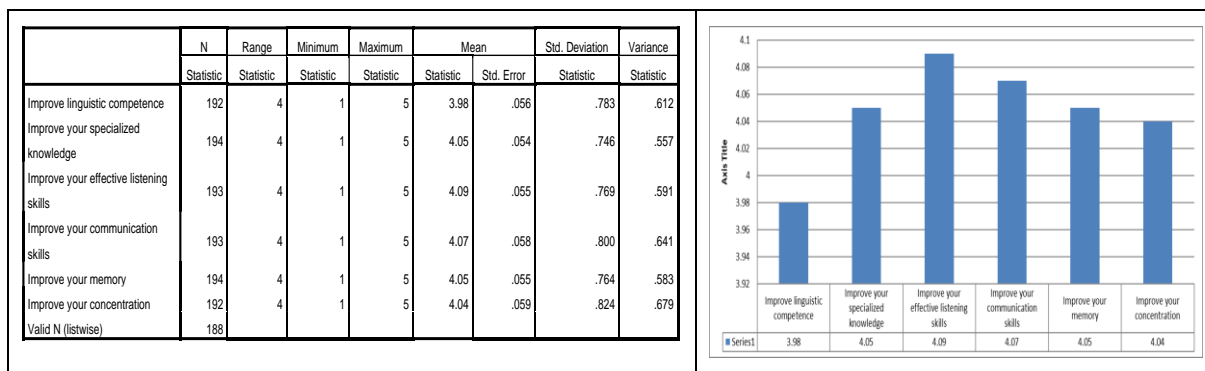 N Range Minimum Maximum Mean Std. Deviation Variance
Statistic Statistic Statistic Statistic Statistic Std. Error Statistic Statistic
Improve linguistic competence 192 4 1 5 3.98 .056 .783 .612
Improve your specialized
knowledge 194 4 1 5 4.05 .054 .746 .557
Improve your effective listening
skills 193 4 1 5 4.09 .055 .769 .591
Improve your communication
skills 193 4 1 5 4.07 .058 .800 .641
Improve your memory 194 4 1 5 4.05 .055 .764 .583
Improve your concentration 192 4 1 5 4.04 .059 .824 .679
Valid N (listwise) 188
4.1
4.08
4.06
4.04
4.02
4
3.98
3.96
3.94
3.92
Axis Title
Improve linguistic
competence
Improve your
specialized
knowledge
Improve your
effective listening
skills
Improve your
communication
skills
Improve your
memory
Improve your
concentration
Series1 3.98 4.05 4.09 4.07 4.05 4.04